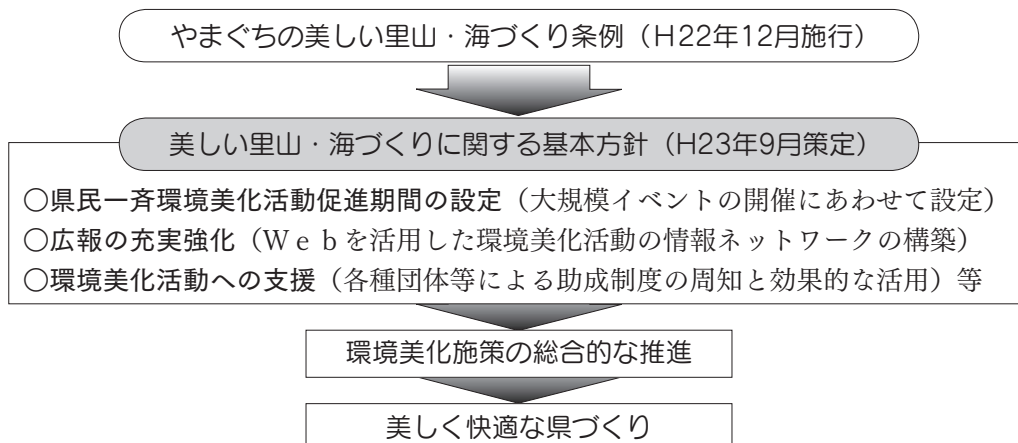 やまぐちの美しい里山・海づくり条例（H22年12月施行）
美しい里山・海づくりに関する基本方針（H23年9月策定）
○県民一斉環境美化活動促進期間の設定（大規模イベントの開催にあわせて設定）
○広報の充実強化（Ｗｅｂを活用した環境美化活動の情報ネットワークの構築）
○環境美化活動への支援（各種団体等による助成制度の周知と効果的な活用）等
環境美化施策の総合的な推進
美しく快適な県づくり